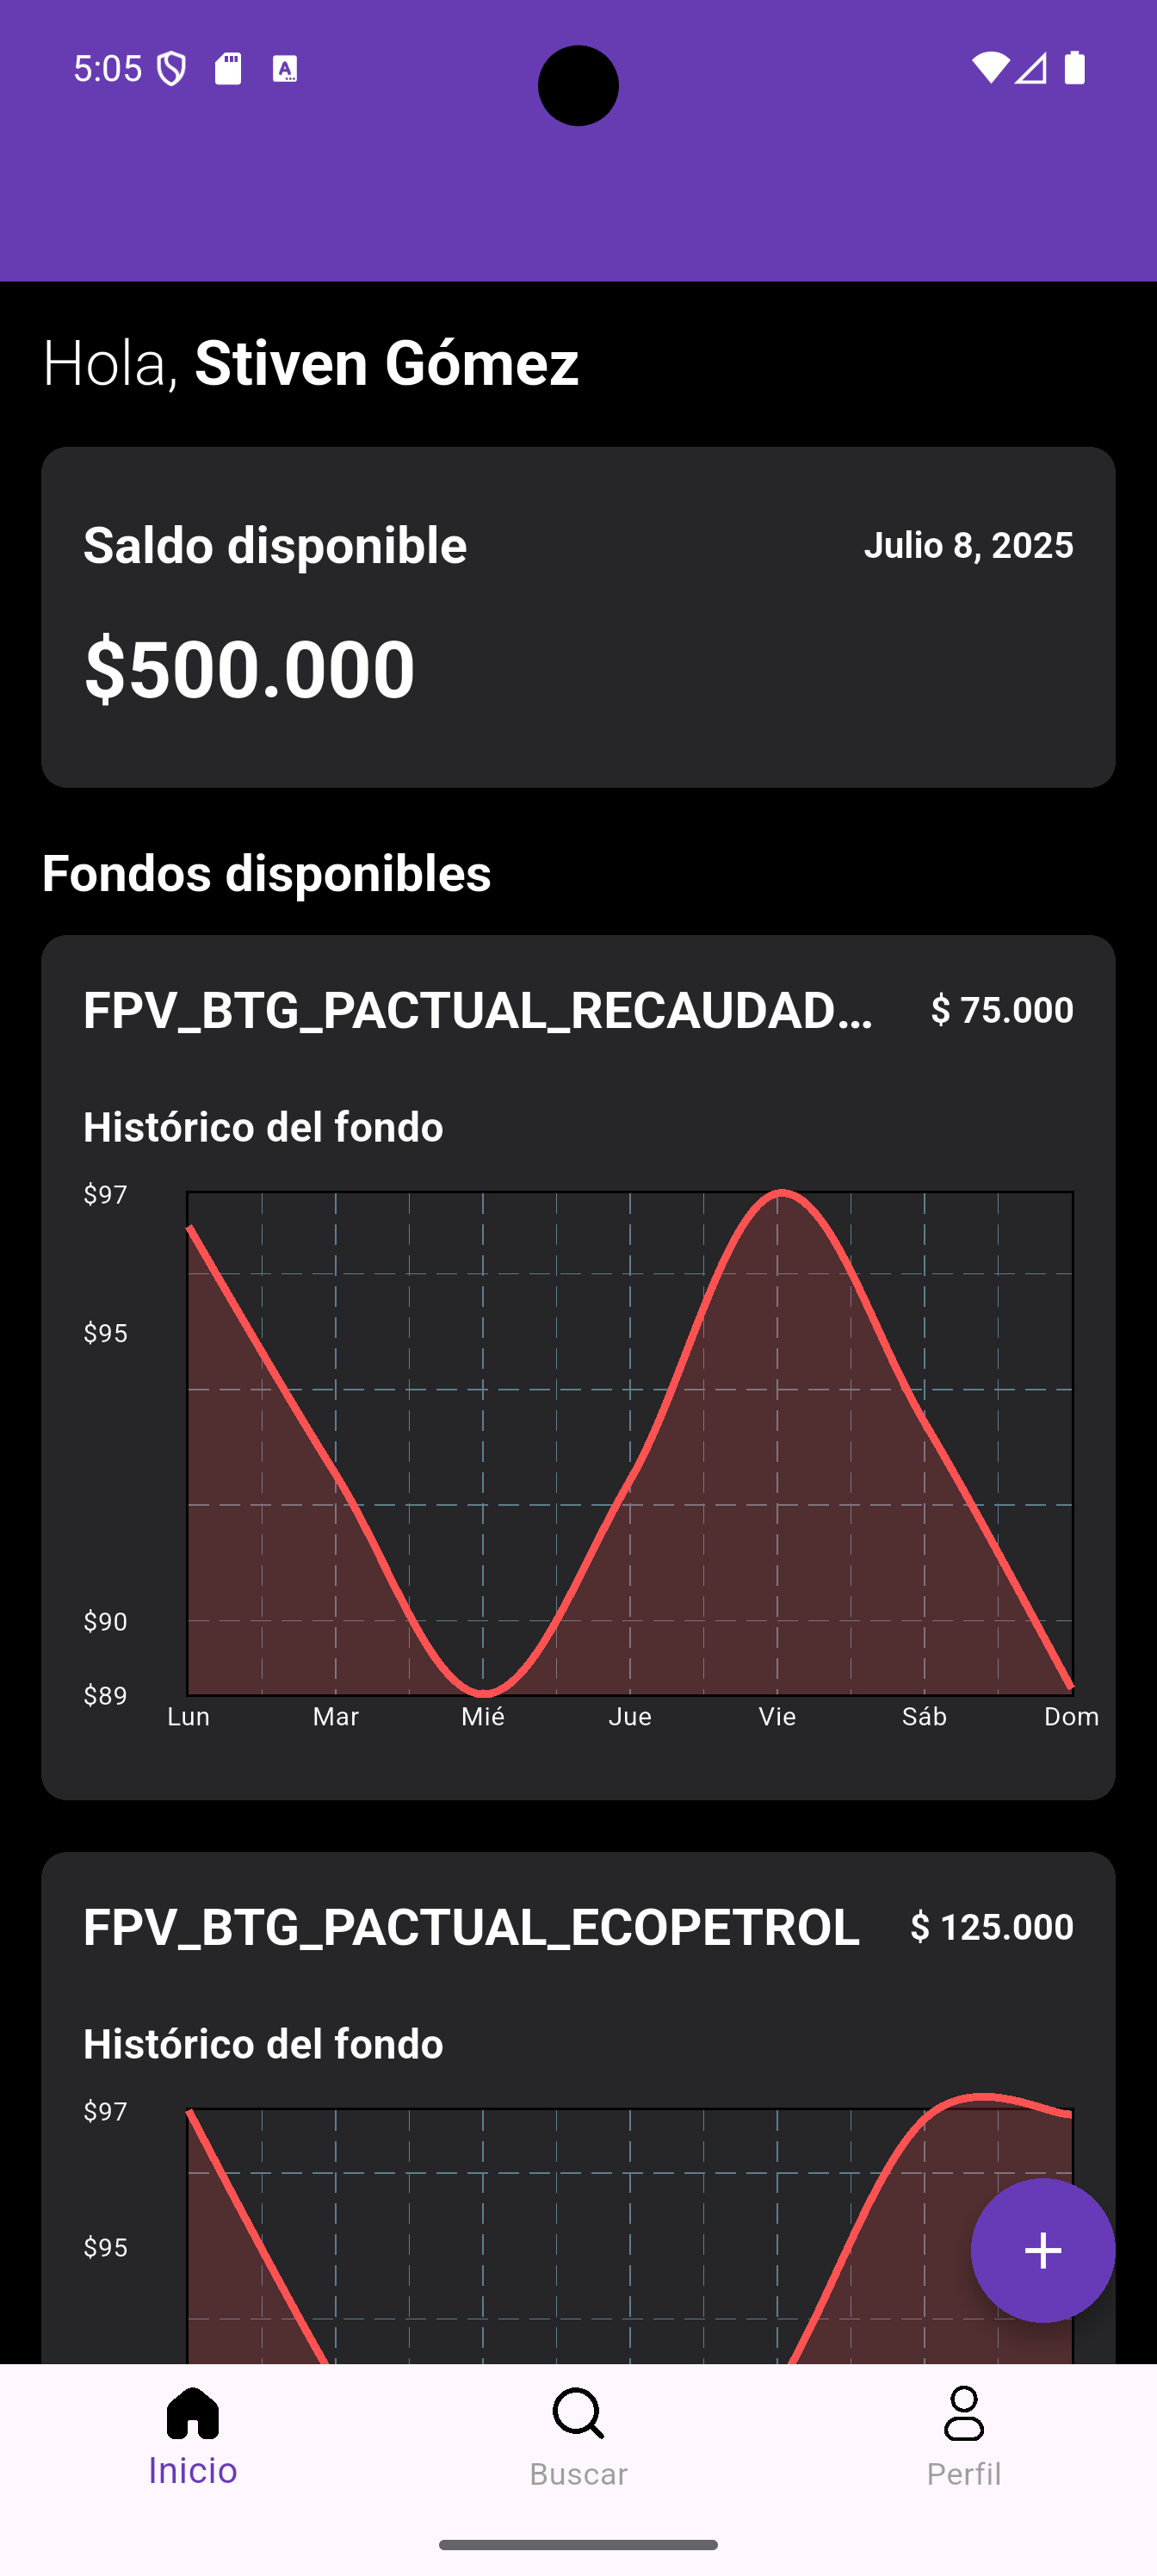 5:05
Hola, Stiven Gómez
Saldo disponible
Julio 8, 2025
$500.000
Fondos disponibles
FPV_BTG_PACTUAL_RECAUDAD...
$ 75.000
Histórico del fondo
$97
$95
$90
$89
Lun Mar Mié Jue Vie Sáb Dom
FPV_BTG_PACTUAL_ECOPETROL
$ 125.000
Histórico del fondo
$97
$95
Inicio
Buscar
Perfil